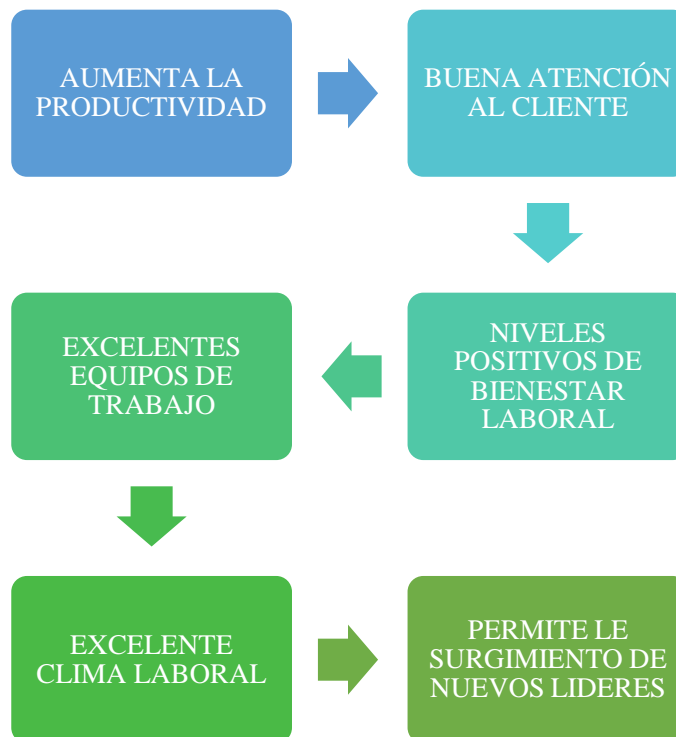 AUMENTA LA
PRODUCTIVIDAD
BUENA ATENCIÓN
AL CLIENTE
NIVELES
POSITIVOS DE
BIENESTAR
LABORAL
EXCELENTES
EQUIPOS DE
TRABAJO
EXCELENTE
CLIMA LABORAL
PERMITE LE
SURGIMIENTO DE
NUEVOS LIDERES